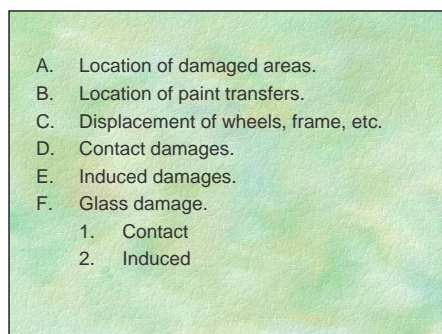 A. Location of damaged areas.
B. Location of paint transfers.
C. Displacement of wheels, frame, etc.
D. Contact damages.
E. Induced damages.
F. Glass damage.
1. Contact
2. Induced